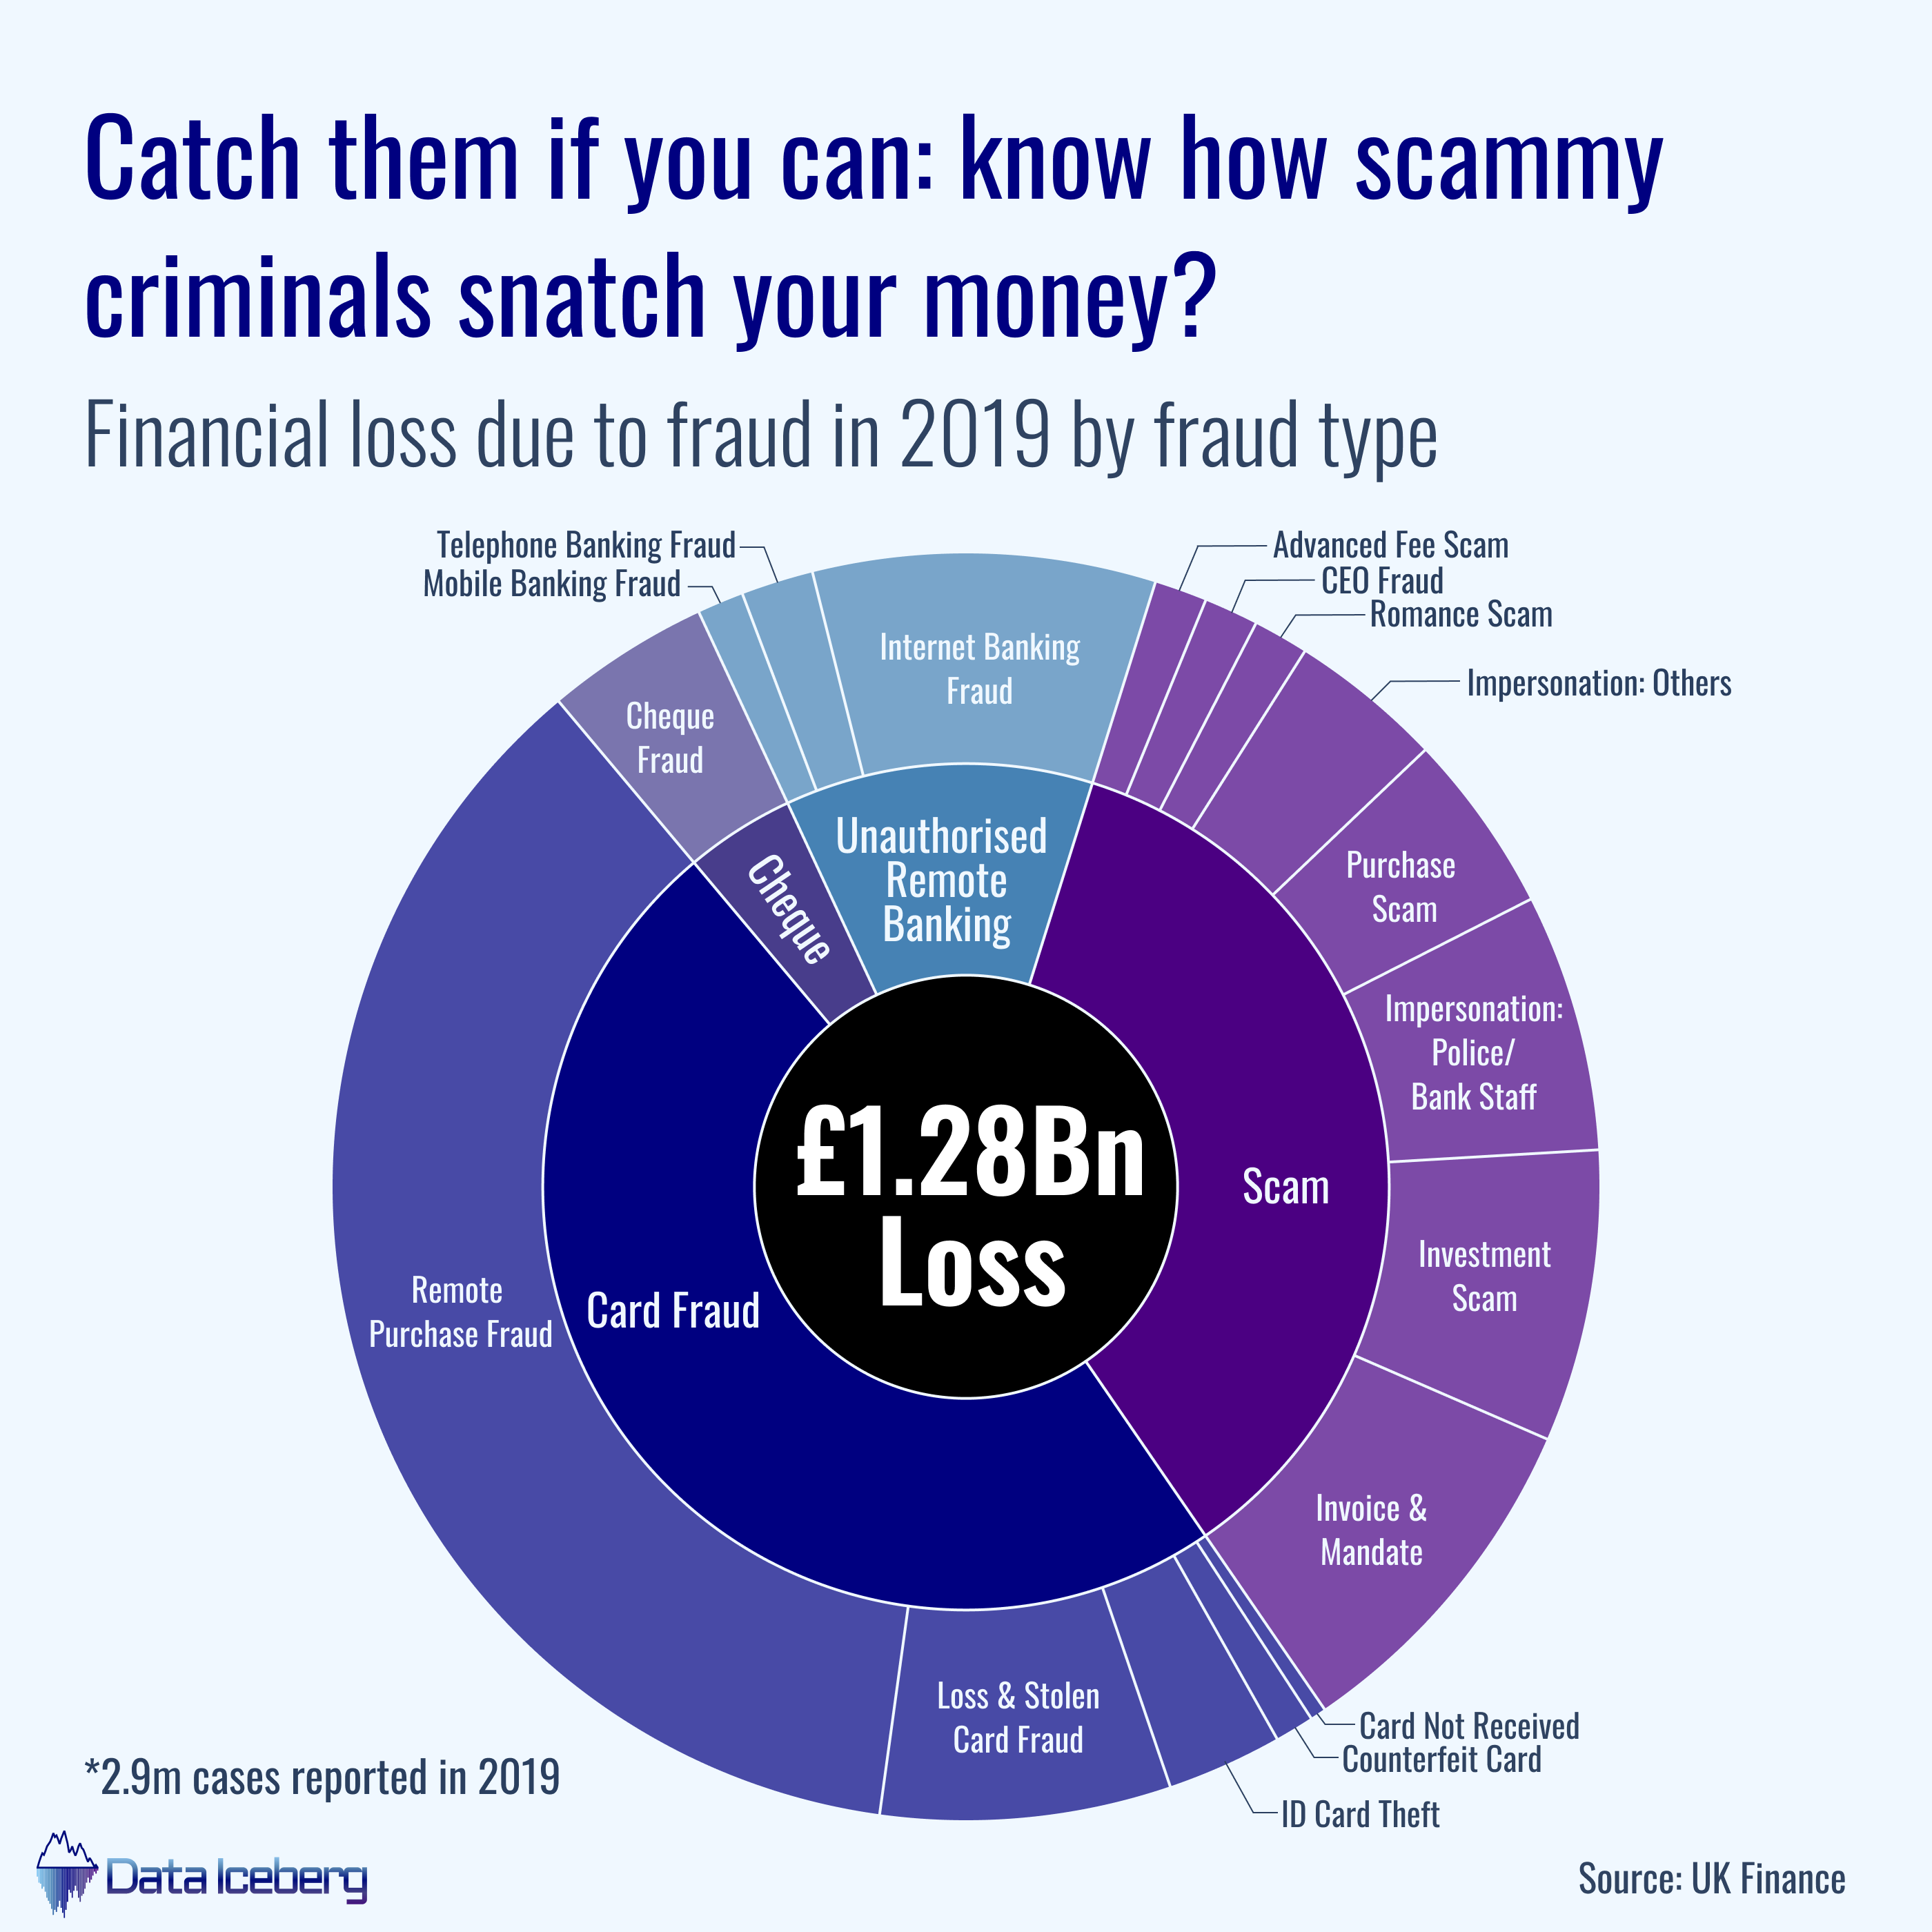 Catch them if you can: know how scammy
criminals snatch your money?
Financial loss due to fraud in 2019 by fraud type
Telephone Banking Fraud
Mobile Banking Fraud
Advanced Fee Scam
CEO Fraud
Romance Scam
Impersonation: Others
Internet Banking
Fraud
Cheque
Fraud
Unauthorised
Remote
Banking
Cheque
Purchase
Scam
Impersonation:
Police/
Bank Staff
£1.28Bn
Loss
Scam
Investment
Scam
Remote
Purchase Fraud
Card Fraud
Invoice &
Mandate
Loss & Stolen
Card Fraud
Card Not Received
Counterfeit Card
ID Card Theft
*2.9m cases reported in 2019
Data Iceberg
Source: UK Finance